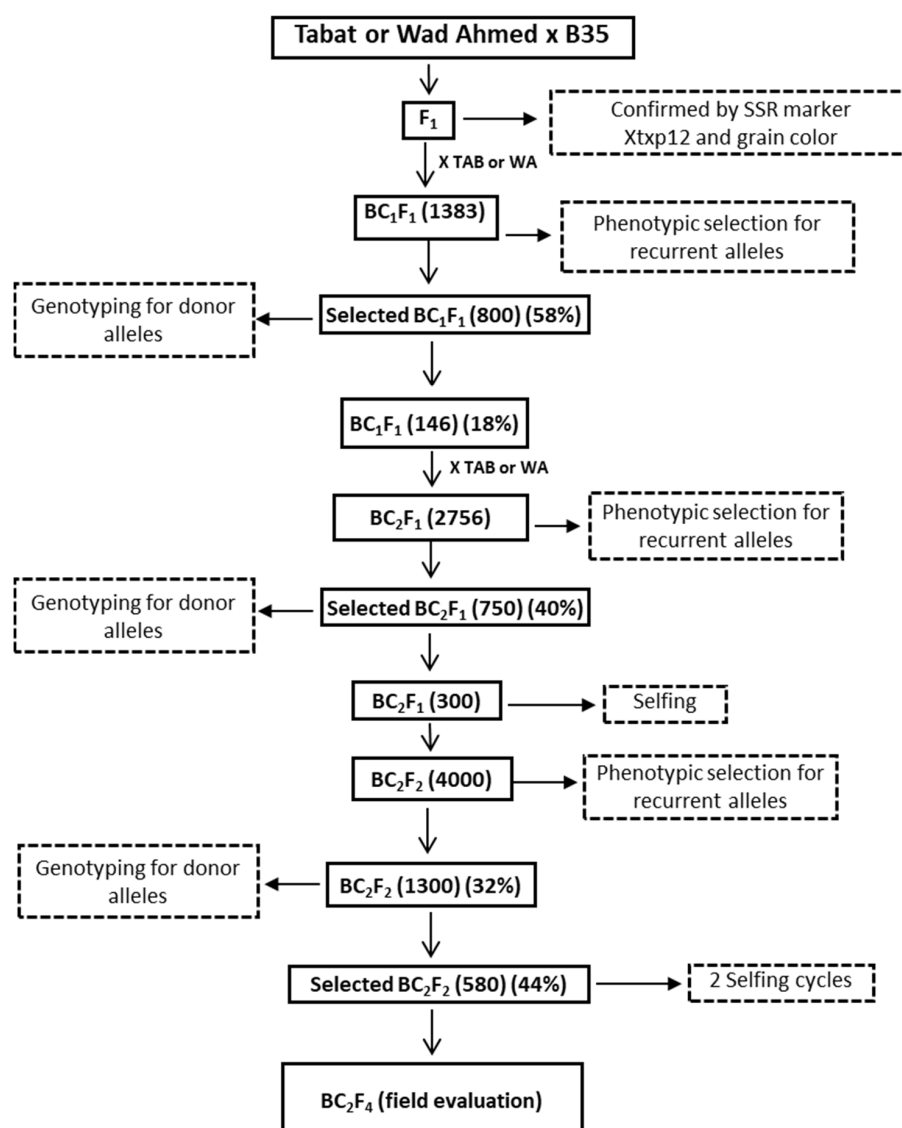 Tabat or Wad Ahmed x B35
F₁
Confirmed by SSR marker
Xtxp12 and grain color
X TAB or WA
BC₁F₁ (1383)
Phenotypic selection for
recurrent alleles
Genotyping for donor
alleles
Selected BC₁F₁ (800) (58%)
BC₁F₁ (146) (18%)
X TAB or WA
BC₂F₁ (2756)
Phenotypic selection for
recurrent alleles
Genotyping for donor
alleles
Selected BC₂F₁ (750) (40%)
BC₂F₁ (300)
Selfing
BC₂F₂ (4000)
Phenotypic selection for
recurrent alleles
Genotyping for donor
alleles
BC₂F₂ (1300) (32%)
Selected BC₂F₂ (580) (44%)
2 Selfing cycles
BC₂F₄ (field evaluation)